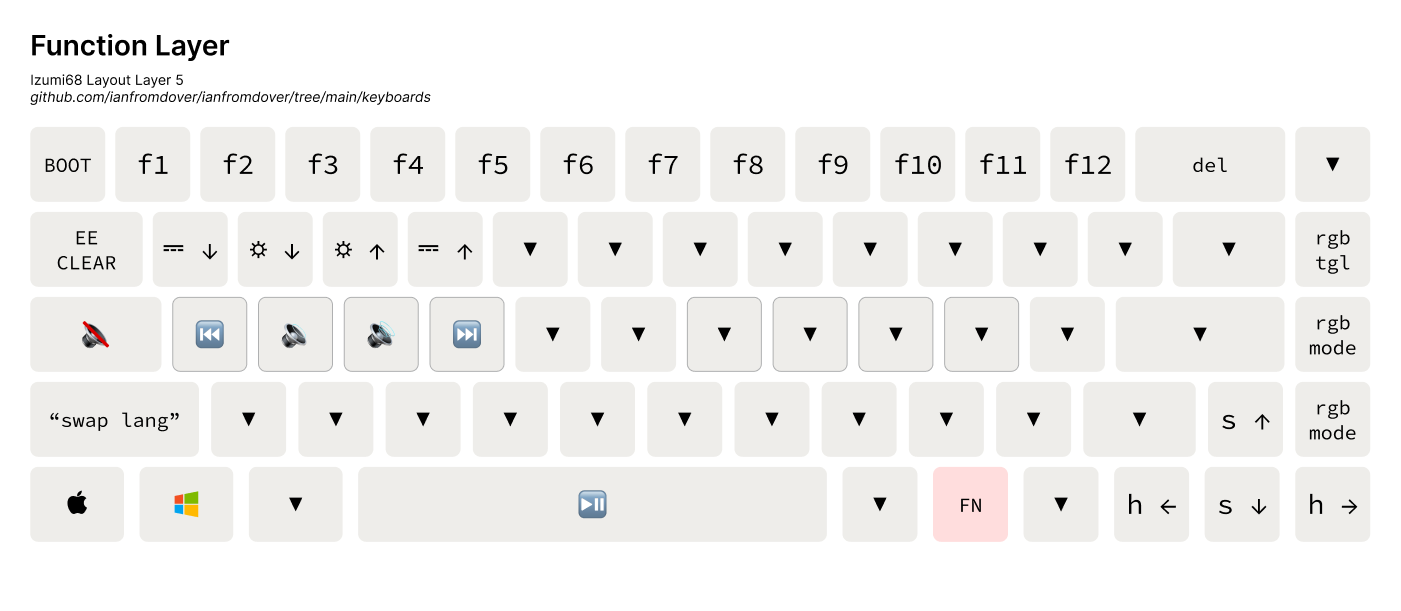 Function Layer
Izumi68 Layout Layer 5
github.com/ianfromdover/ianfromdover/tree/main/keyboards
BOOT f1 f2 f3 f4 f5 f6 f7 f8 f9 f10 f11 f12 del ▼
EE
CLEAR
⎓ ↓ ☼ ↓ ☼ ↑ ⎓ ↑ ▼ ▼ ▼ ▼ ▼ ▼ ▼ ▼ ▼
rgb
tgl
🔇 ⏮ 🔉 🔊 ⏭ ▼ ▼ ▼ ▼ ▼ ▼ ▼ ▼
rgb
mode
“swap lang” ▼ ▼ ▼ ▼ ▼ ▼ ▼ ▼ ▼ ▼ ▼ s ↑
rgb
mode
▼ ⏯ ▼ FN ▼ h ← s ↓ h →